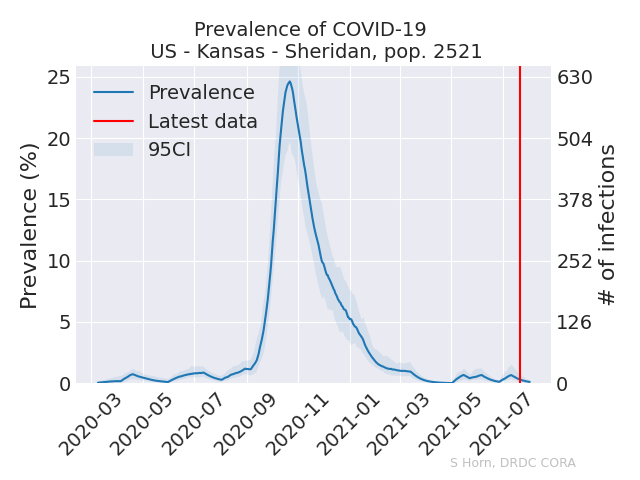 Prevalence of COVID-19
US - Kansas - Sheridan, pop. 2521
Prevalence
Latest data
95CI
Prevalence (%)
25
20
15
10
5
0
630
504
378
252
126
0
# of infections
2020-03
2020-05
2020-07
2020-09
2020-11
2021-01
2021-03
2021-05
2021-07
S Horn, DRDC CORA